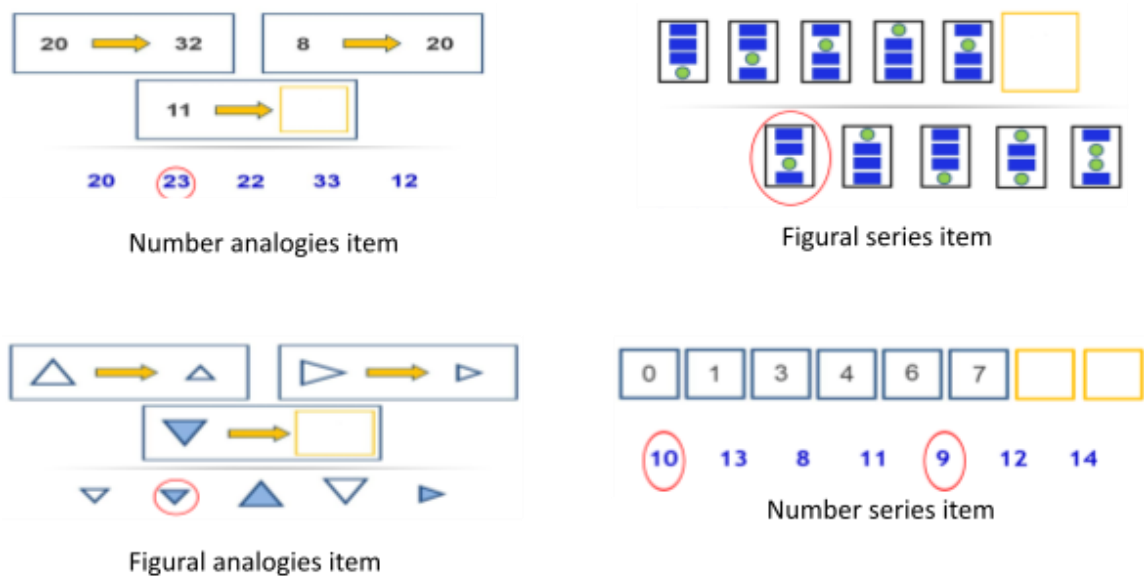 20 32
8 20
11
20 23 22 33 12
Number analogies item
Figural series item
Figural analogies item
0 1 3 4 6 7
10 13 8 11 9 12 14
Number series item